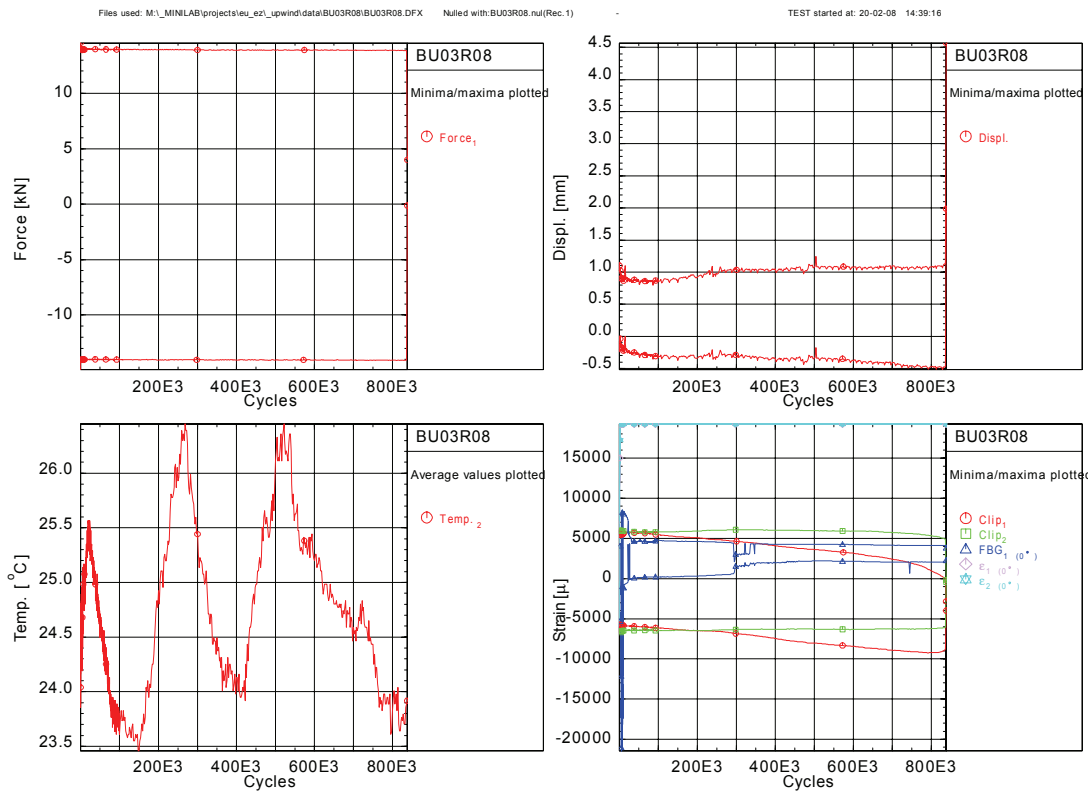 Files used: M:\_MINILAB\projects\eu_ez\_upwind\data\BU03R08\BU03R08.DFX Nulled with:BU03R08.nul(Rec.1) - TEST started at: 20-02-08 14:39:16
BU03R08
Minima/maxima plotted
Force1
Force [kN]
10
5
0
-5
-10
200E3 400E3 600E3 800E3
Cycles
BU03R08
Minima/maxima plotted
Displ.
Displ. [mm]
4.5
4.0
3.5
3.0
2.5
2.0
1.5
1.0
0.5
0.0
-0.5
200E3 400E3 600E3 800E3
Cycles
BU03R08
Average values plotted
Temp. 2
Temp. [°C]
26.0
25.5
25.0
24.5
24.0
23.5
200E3 400E3 600E3 800E3
Cycles
BU03R08
Minima/maxima plotted
Clip1
Clip2
FBG1 (0°)
ε1 (0°)
ε2 (0°)
Strain [μ]
15000
10000
5000
0
-5000
-10000
-15000
-20000
200E3 400E3 600E3 800E3
Cycles